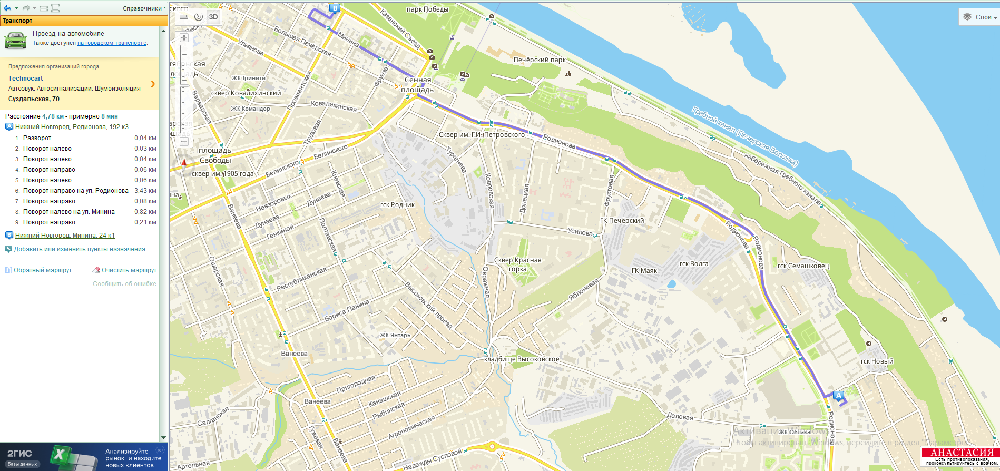 Справочники
Транспорт
Проезд на автомобиле
Также доступен на городском транспорте.
Предложения организаций города
Technocart
Автозвук. Автосигнализации. Шумоизоляция
Суздальская, 70
Расстояние 4,78 км - примерно 8 мин
A Нижний Новгород, Родионова, 192 к3
1. Разворот 0,04 км
2. Поворот налево 0,03 км
3. Поворот налево 0,04 км
4. Поворот направо 0,06 км
5. Поворот налево 0,06 км
6. Поворот направо на ул. Родионова 3,43 км
7. Поворот направо 0,08 км
8. Поворот налево на ул. Минина 0,82 км
9. Поворот направо 0,21 км
B Нижний Новгород, Минина, 24 к1
Добавить или изменить пункты назначения
Обратный маршрут Очистить маршрут
Сообщить об ошибке
2ГИС
Базы данных
X
Анализируйте
рынок и находите
новых клиентов
18+
3D
Слои
B
парк Победы
Казанский Съезд
Минина
Большая Печёрская
Ульянова
Печёрский парк
ЖК Тринити
Фрунзе
Сенная
площадь
сквер Ковалихинский
Провиантская
Варварская
ЖК Командор
Ковалихинская
Гребной канал (Печерская Воложка)
Трудовая
Сквер им. Г.И. Петровского
Родионова
площадь
Свободы
Белинского
Тургенева
набережная Гребного канала
сквер им. 1905 года
Белинского
Киевская
Ковровская
Донецкая
Фруктовая
Невзоровых
Дунаева
гск Родник
Ванеева
Дунаева
Генкиной
Полтавская
ГК Печёрский
Усилова
Родионова
Родионова
Сквер Красная
горка
гск Волга
гск Семашковец
ГК Маяк
Ошарская
Республиканская
Овражная
Высоковский проезд
Яблоневая
Бориса Панина
ЖК Янтарь
Ванеева
кладбище Высоковское
гск Новый
Пригородная
Канашская
Ванеева
Рыбинская
A
Салганская
Агрономическая
Деловая
Родионова
ЖК Облака
Гужевая
Ванеева
Надежды Сусловой
Артельная
Активация Windows
Чтобы активировать Windows, перейдите в раздел "Параметры".
АНАСТАСИЯ
Есть противопоказания,
проконсультируйтесь с врачом.